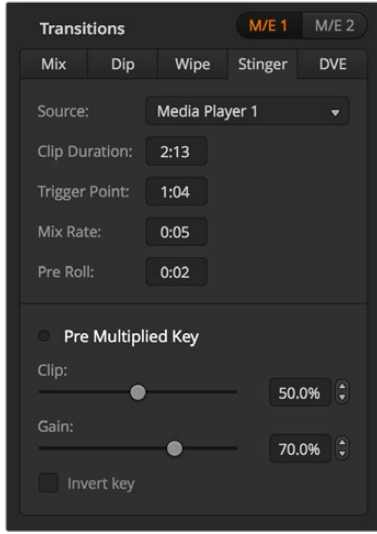 Transitions M/E 1 M/E 2
Mix Dip Wipe Stinger DVE
Source: Media Player 1
Clip Duration: 2:13
Trigger Point: 1:04
Mix Rate: 0:05
Pre Roll: 0:02
Pre Multiplied Key
Clip:
50.0%
Gain:
70.0%
Invert key